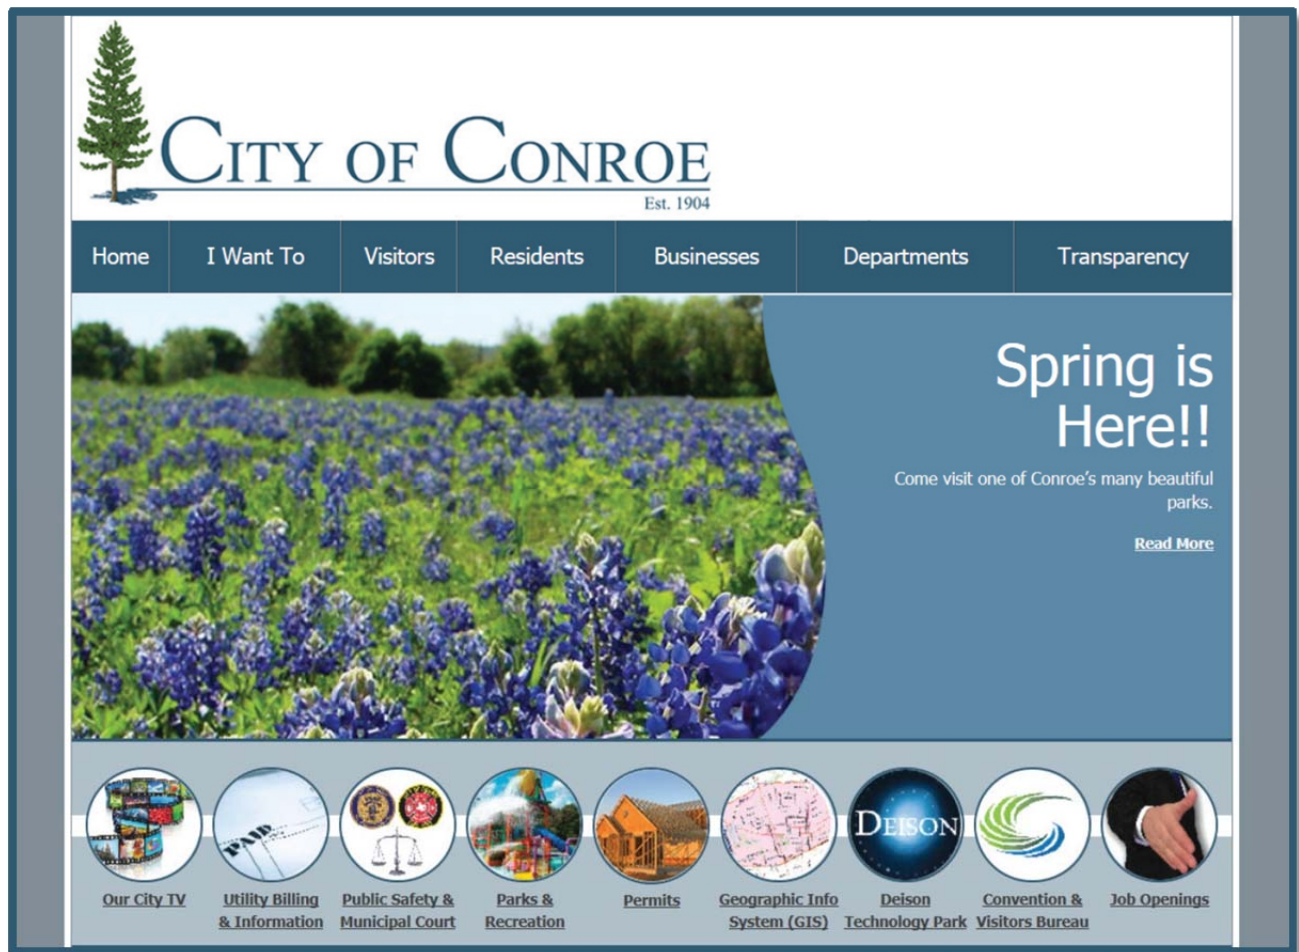 CITY OF CONROE
Est. 1904
Home I Want To Visitors Residents Businesses Departments Transparency
Spring is
Here!!
Come visit one of Conroe's many beautiful
parks.
Read More
PAID
DEISON
Our City TV
Utility Billing
& Information
Public Safety &
Municipal Court
Parks &
Recreation
Permits
Geographic Info
System (GIS)
Deison
Technology Park
Convention &
Visitors Bureau
Job Openings